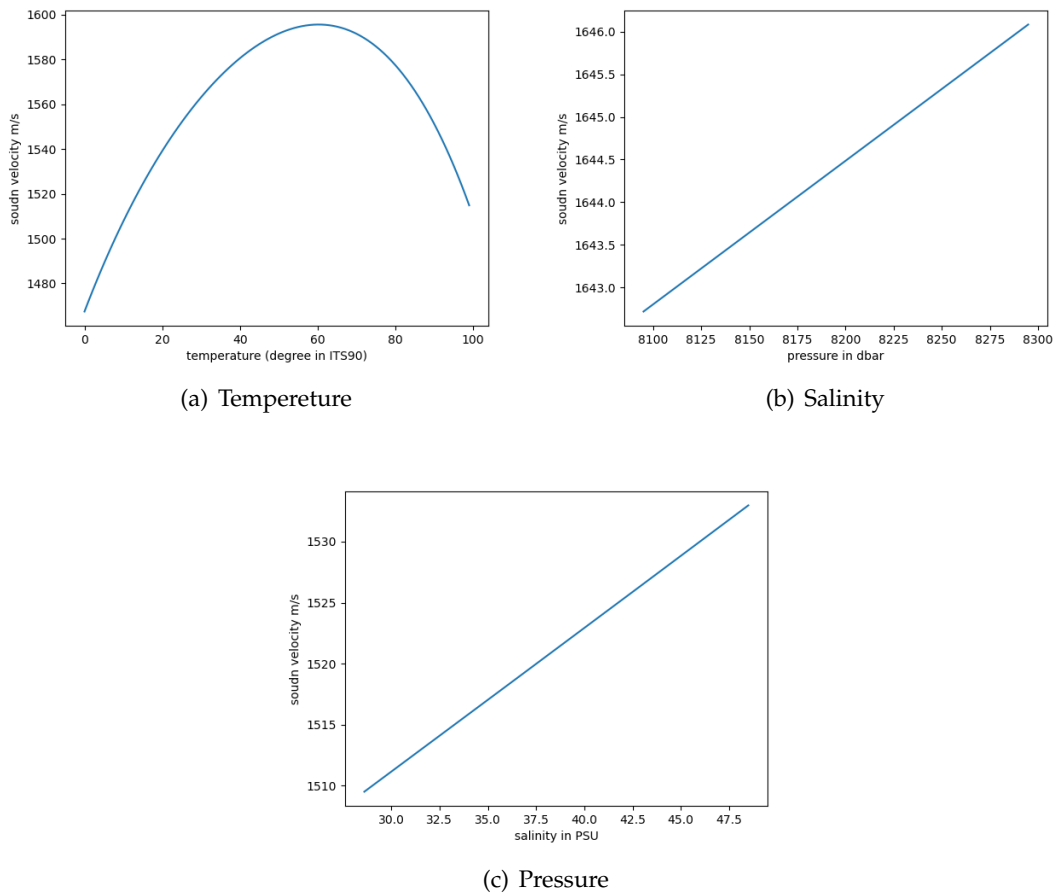 1600
1580
1560
1540
1520
1500
1480
soudn velocity m/s
0 20 40 60 80 100
temperature (degree in ITS90)
(a) Tempereture
1646.0
1645.5
1645.0
1644.5
1644.0
1643.5
1643.0
soudn velocity m/s
8100 8125 8150 8175 8200 8225 8250 8275 8300
pressure in dbar
(b) Salinity
1530
1525
1520
1515
1510
soudn velocity m/s
30.0 32.5 35.0 37.5 40.0 42.5 45.0 47.5
salinity in PSU
(c) Pressure